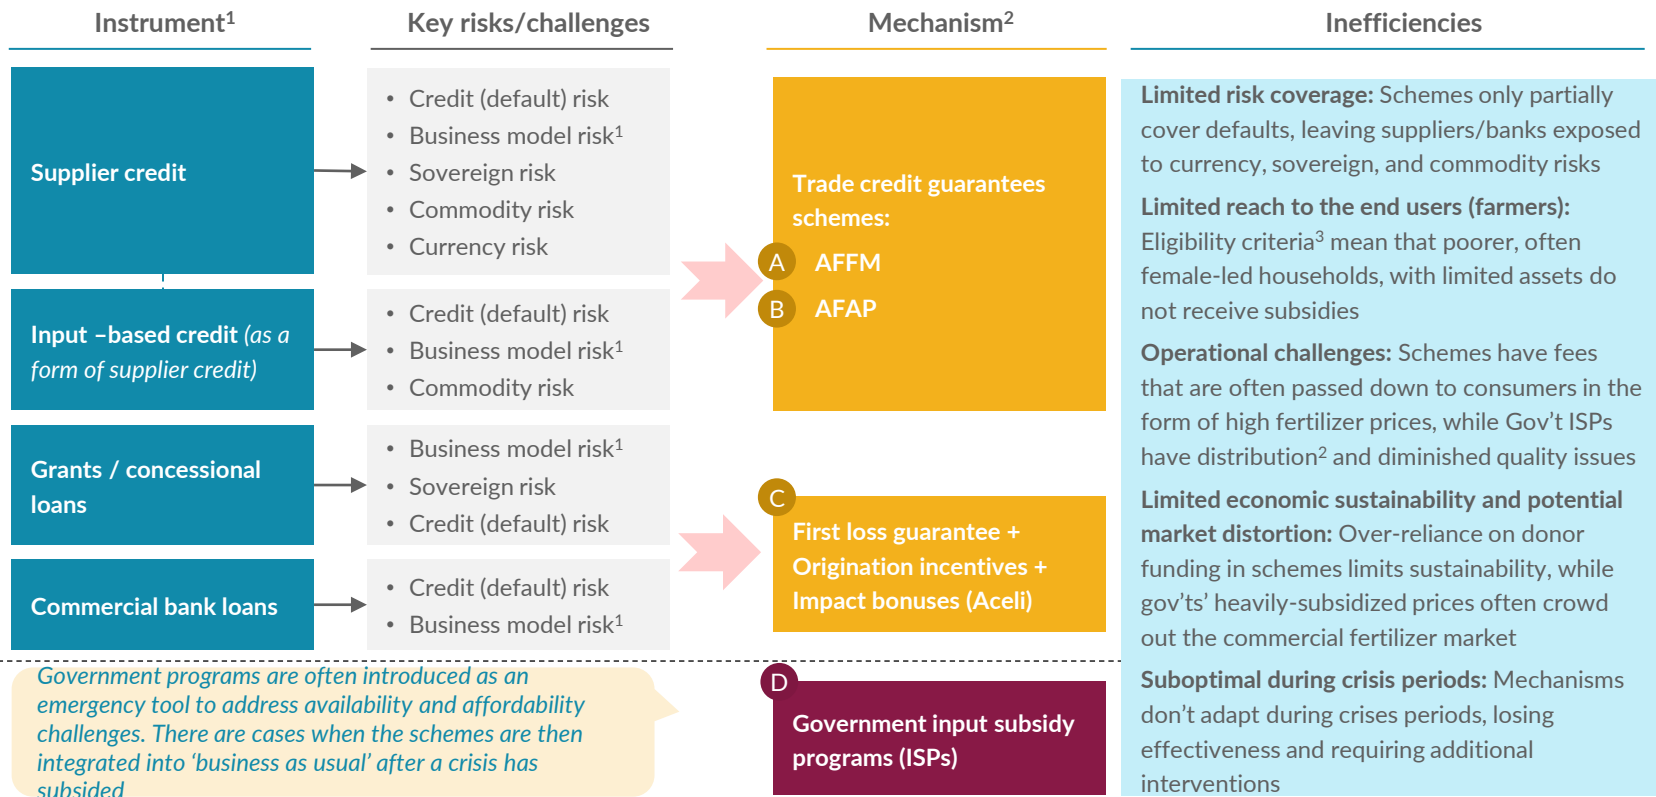 Instrument¹
Key risks/challenges
Mechanism²
Inefficiencies
Supplier credit
• Credit (default) risk
• Business model risk¹
• Sovereign risk
• Commodity risk
• Currency risk
Input –based credit (as a
form of supplier credit)
• Credit (default) risk
• Business model risk¹
• Commodity risk
Grants / concessional
loans
• Business model risk¹
• Sovereign risk
• Credit (default) risk
Commercial bank loans
• Credit (default) risk
• Business model risk¹
Trade credit guarantees
schemes:
A AFFM
B AFAP
C
First loss guarantee +
Origination incentives +
Impact bonuses (Aceli)
Government programs are often introduced as an
emergency tool to address availability and affordability
challenges. There are cases when the schemes are then
integrated into ‘business as usual’ after a crisis has
subsided
D
Government input subsidy
programs (ISPs)
Limited risk coverage: Schemes only partially
cover defaults, leaving suppliers/banks exposed
to currency, sovereign, and commodity risks
Limited reach to the end users (farmers):
Eligibility criteria³ mean that poorer, often
female-led households, with limited assets do
not receive subsidies
Operational challenges: Schemes have fees
that are often passed down to consumers in the
form of high fertilizer prices, while Gov’t ISPs
have distribution² and diminished quality issues
Limited economic sustainability and potential
market distortion: Over-reliance on donor
funding in schemes limits sustainability, while
gov’ts’ heavily-subsidized prices often crowd
out the commercial fertilizer market
Suboptimal during crisis periods: Mechanisms
don’t adapt during crises periods, losing
effectiveness and requiring additional
interventions